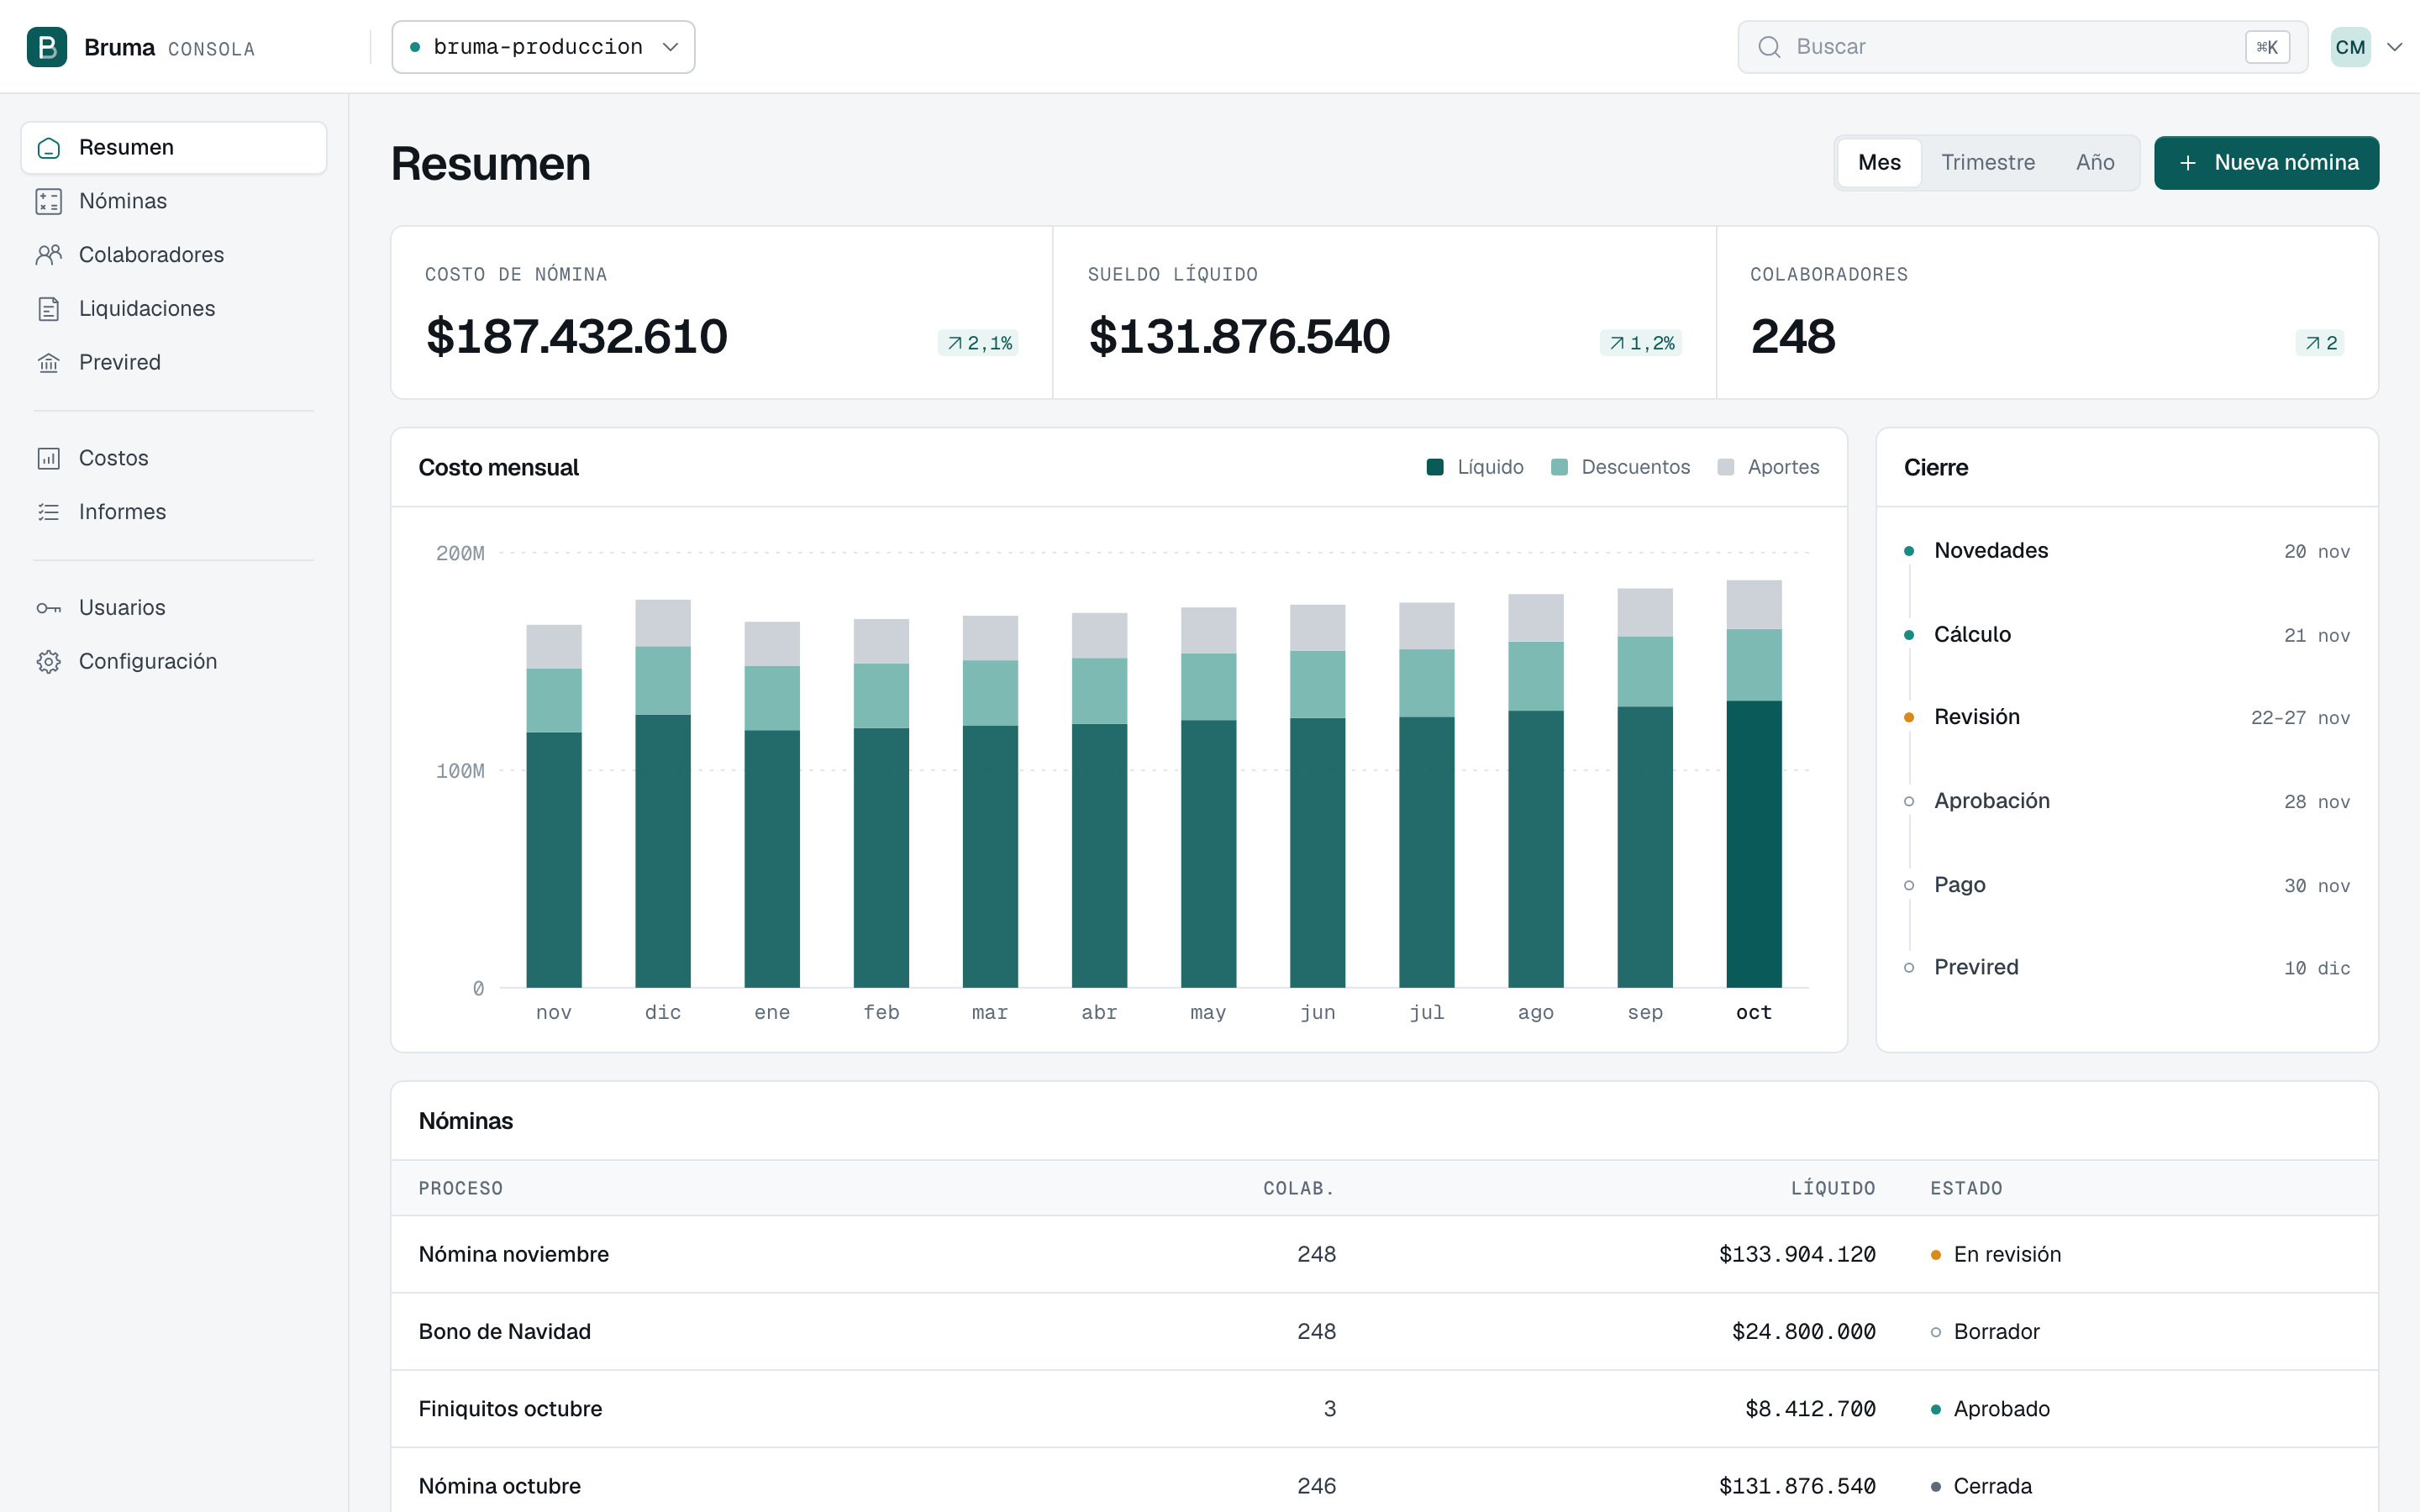 B Bruma CONSOLA
bruma-produccion
Buscar
⌘K
CM
Resumen
Nóminas
Colaboradores
Liquidaciones
Previred
Costos
Informes
Usuarios
Configuración
Resumen
Mes Trimestre Año
+ Nueva nómina
COSTO DE NÓMINA
$187.432.610
↗ 2,1%
SUELDO LÍQUIDO
$131.876.540
↗ 1,2%
COLABORADORES
248
↗ 2
Costo mensual
Líquido Descuentos Aportes
200M
100M
0
nov dic ene feb mar abr may jun jul ago sep oct
Cierre
Novedades 20 nov
Cálculo 21 nov
Revisión 22-27 nov
Aprobación 28 nov
Pago 30 nov
Previred 10 dic
Nóminas
PROCESO COLAB. LÍQUIDO ESTADO
Nómina noviembre 248 $133.904.120 En revisión
Bono de Navidad 248 $24.800.000 Borrador
Finiquitos octubre 3 $8.412.700 Aprobado
Nómina octubre 246 $131.876.540 Cerrada